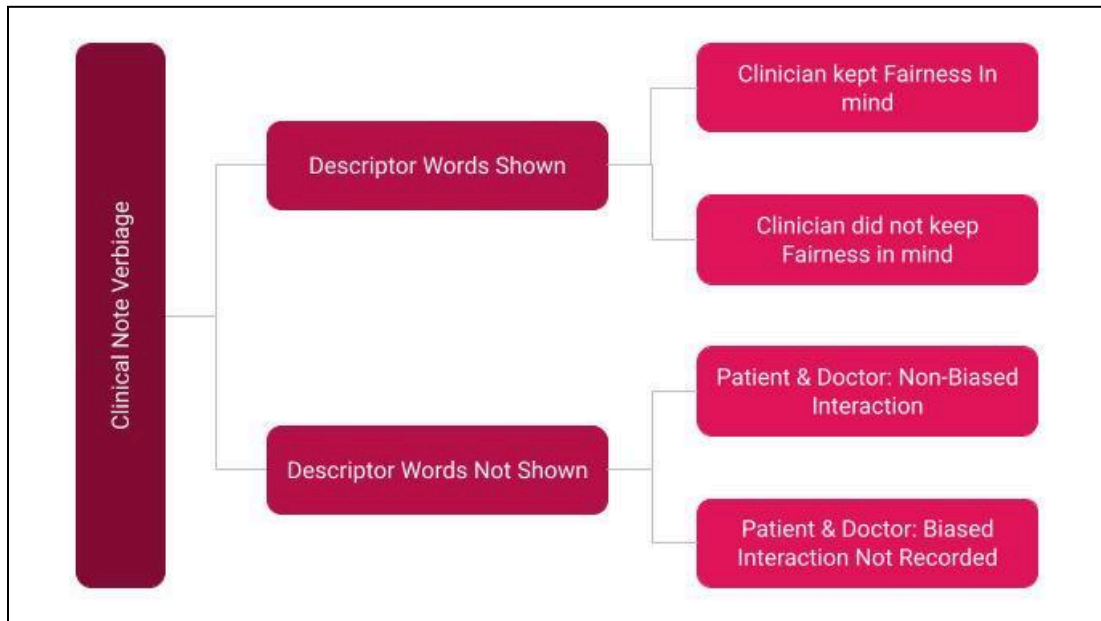 Clinical Note Verbiage
Descriptor Words Shown
Clinician kept Fairness In
mind
Clinician did not keep
Fairness in mind
Descriptor Words Not Shown
Patient & Doctor: Non-Biased
Interaction
Patient & Doctor: Biased
Interaction Not Recorded